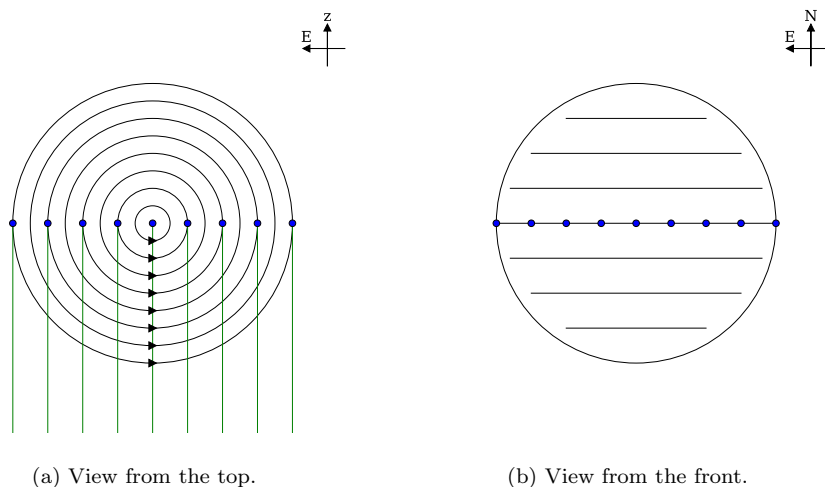 z
E
N
E
(a) View from the top.
(b) View from the front.